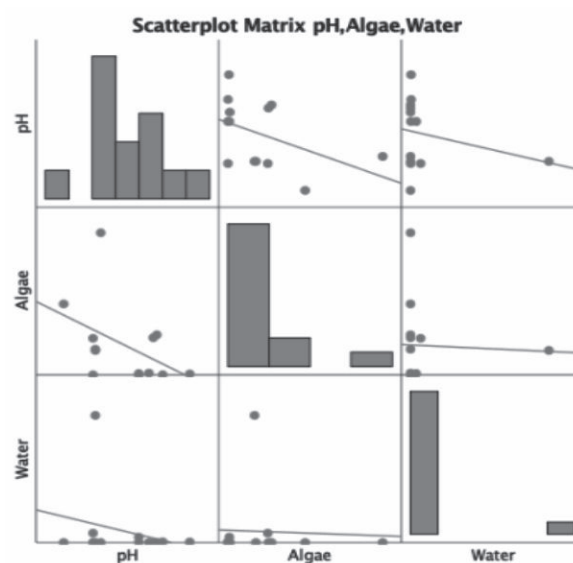 Scatterplot Matrix pH,Algae,Water
pH
Algae
Water
pH Algae Water